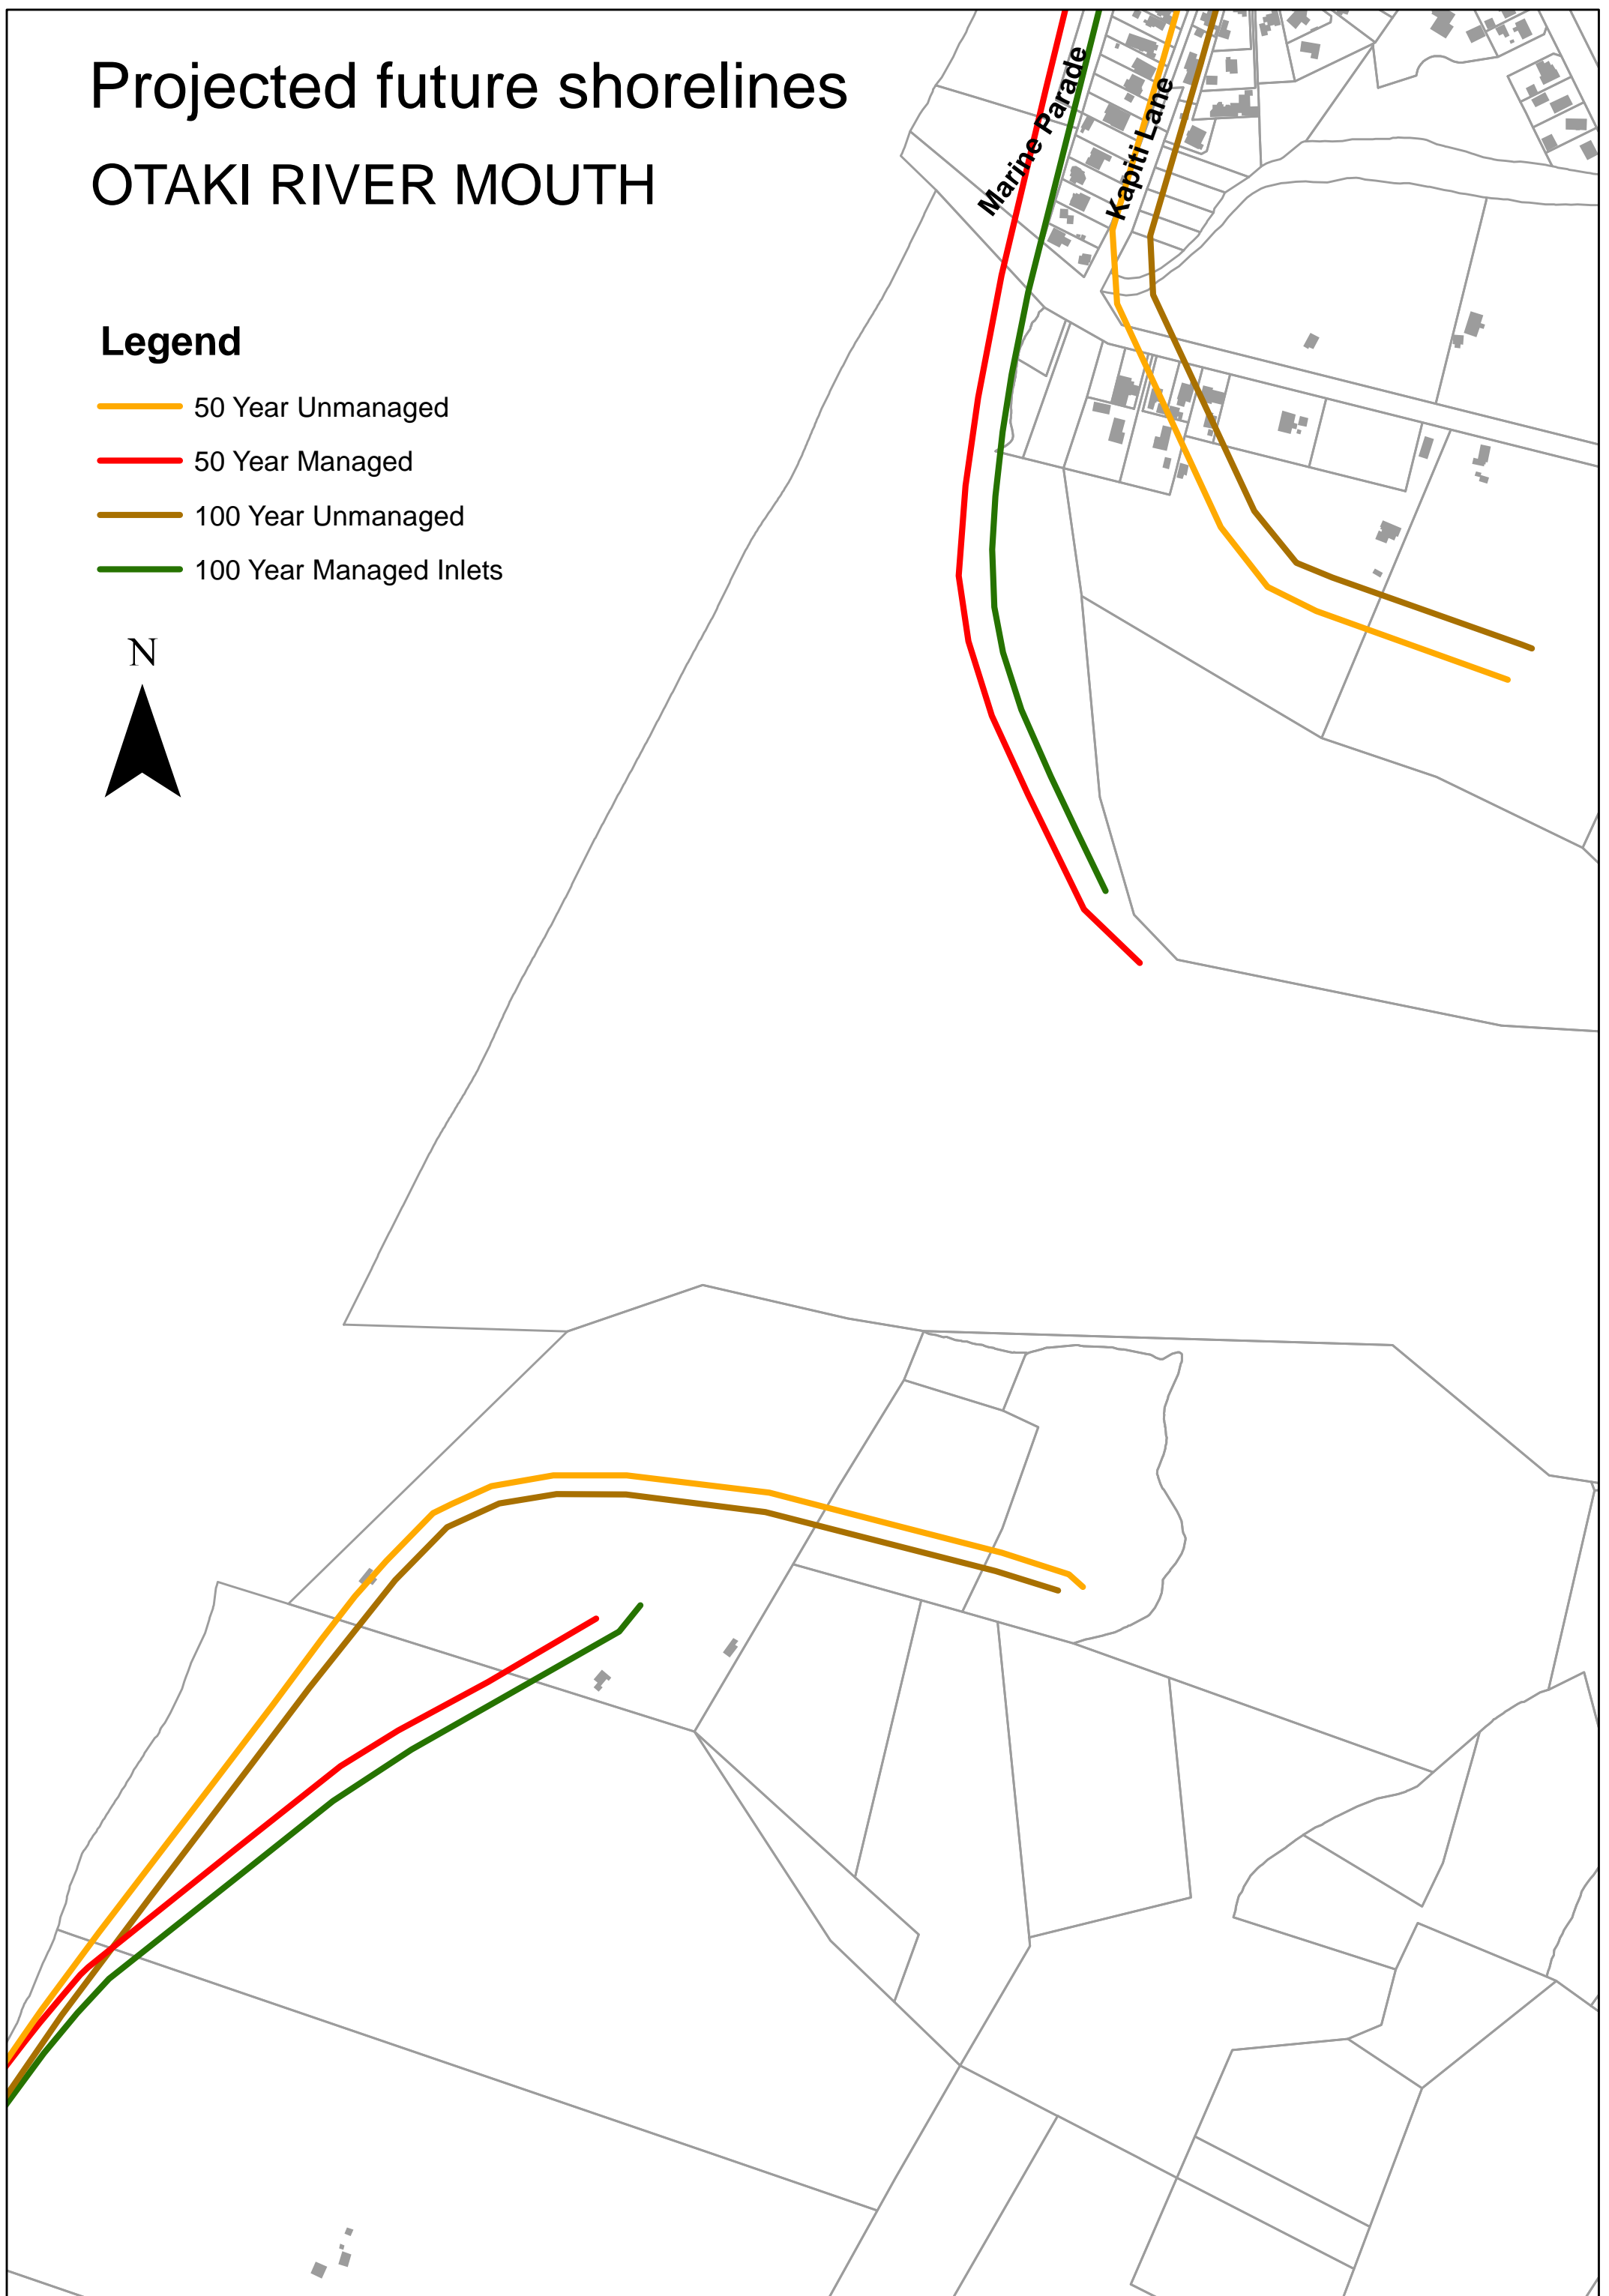 Projected future shorelines
OTAKI RIVER MOUTH
Legend
50 Year Unmanaged
50 Year Managed
100 Year Unmanaged
100 Year Managed Inlets
N
Marine Parade
Kapiti Lane